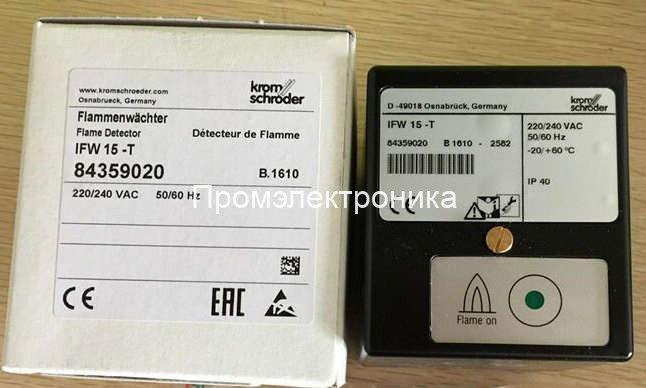 www.kromschroeder.com
Osnabrueck, Germany
krom
schroder
Flammenwächter
Flame Detector
Détecteur de Flamme
IFW 15 -T
84359020
B.1610
220/240 VAC 50/60 Hz
CE
EAC
D -49018 Osnabrück, Germany
krom
schroder
IFW 15 -T
84359020 B 1610 - 2582
220/240 VAC
50/60 Hz
-20/+60 °C
IP 40
CE
Flame on
Промэлектроника